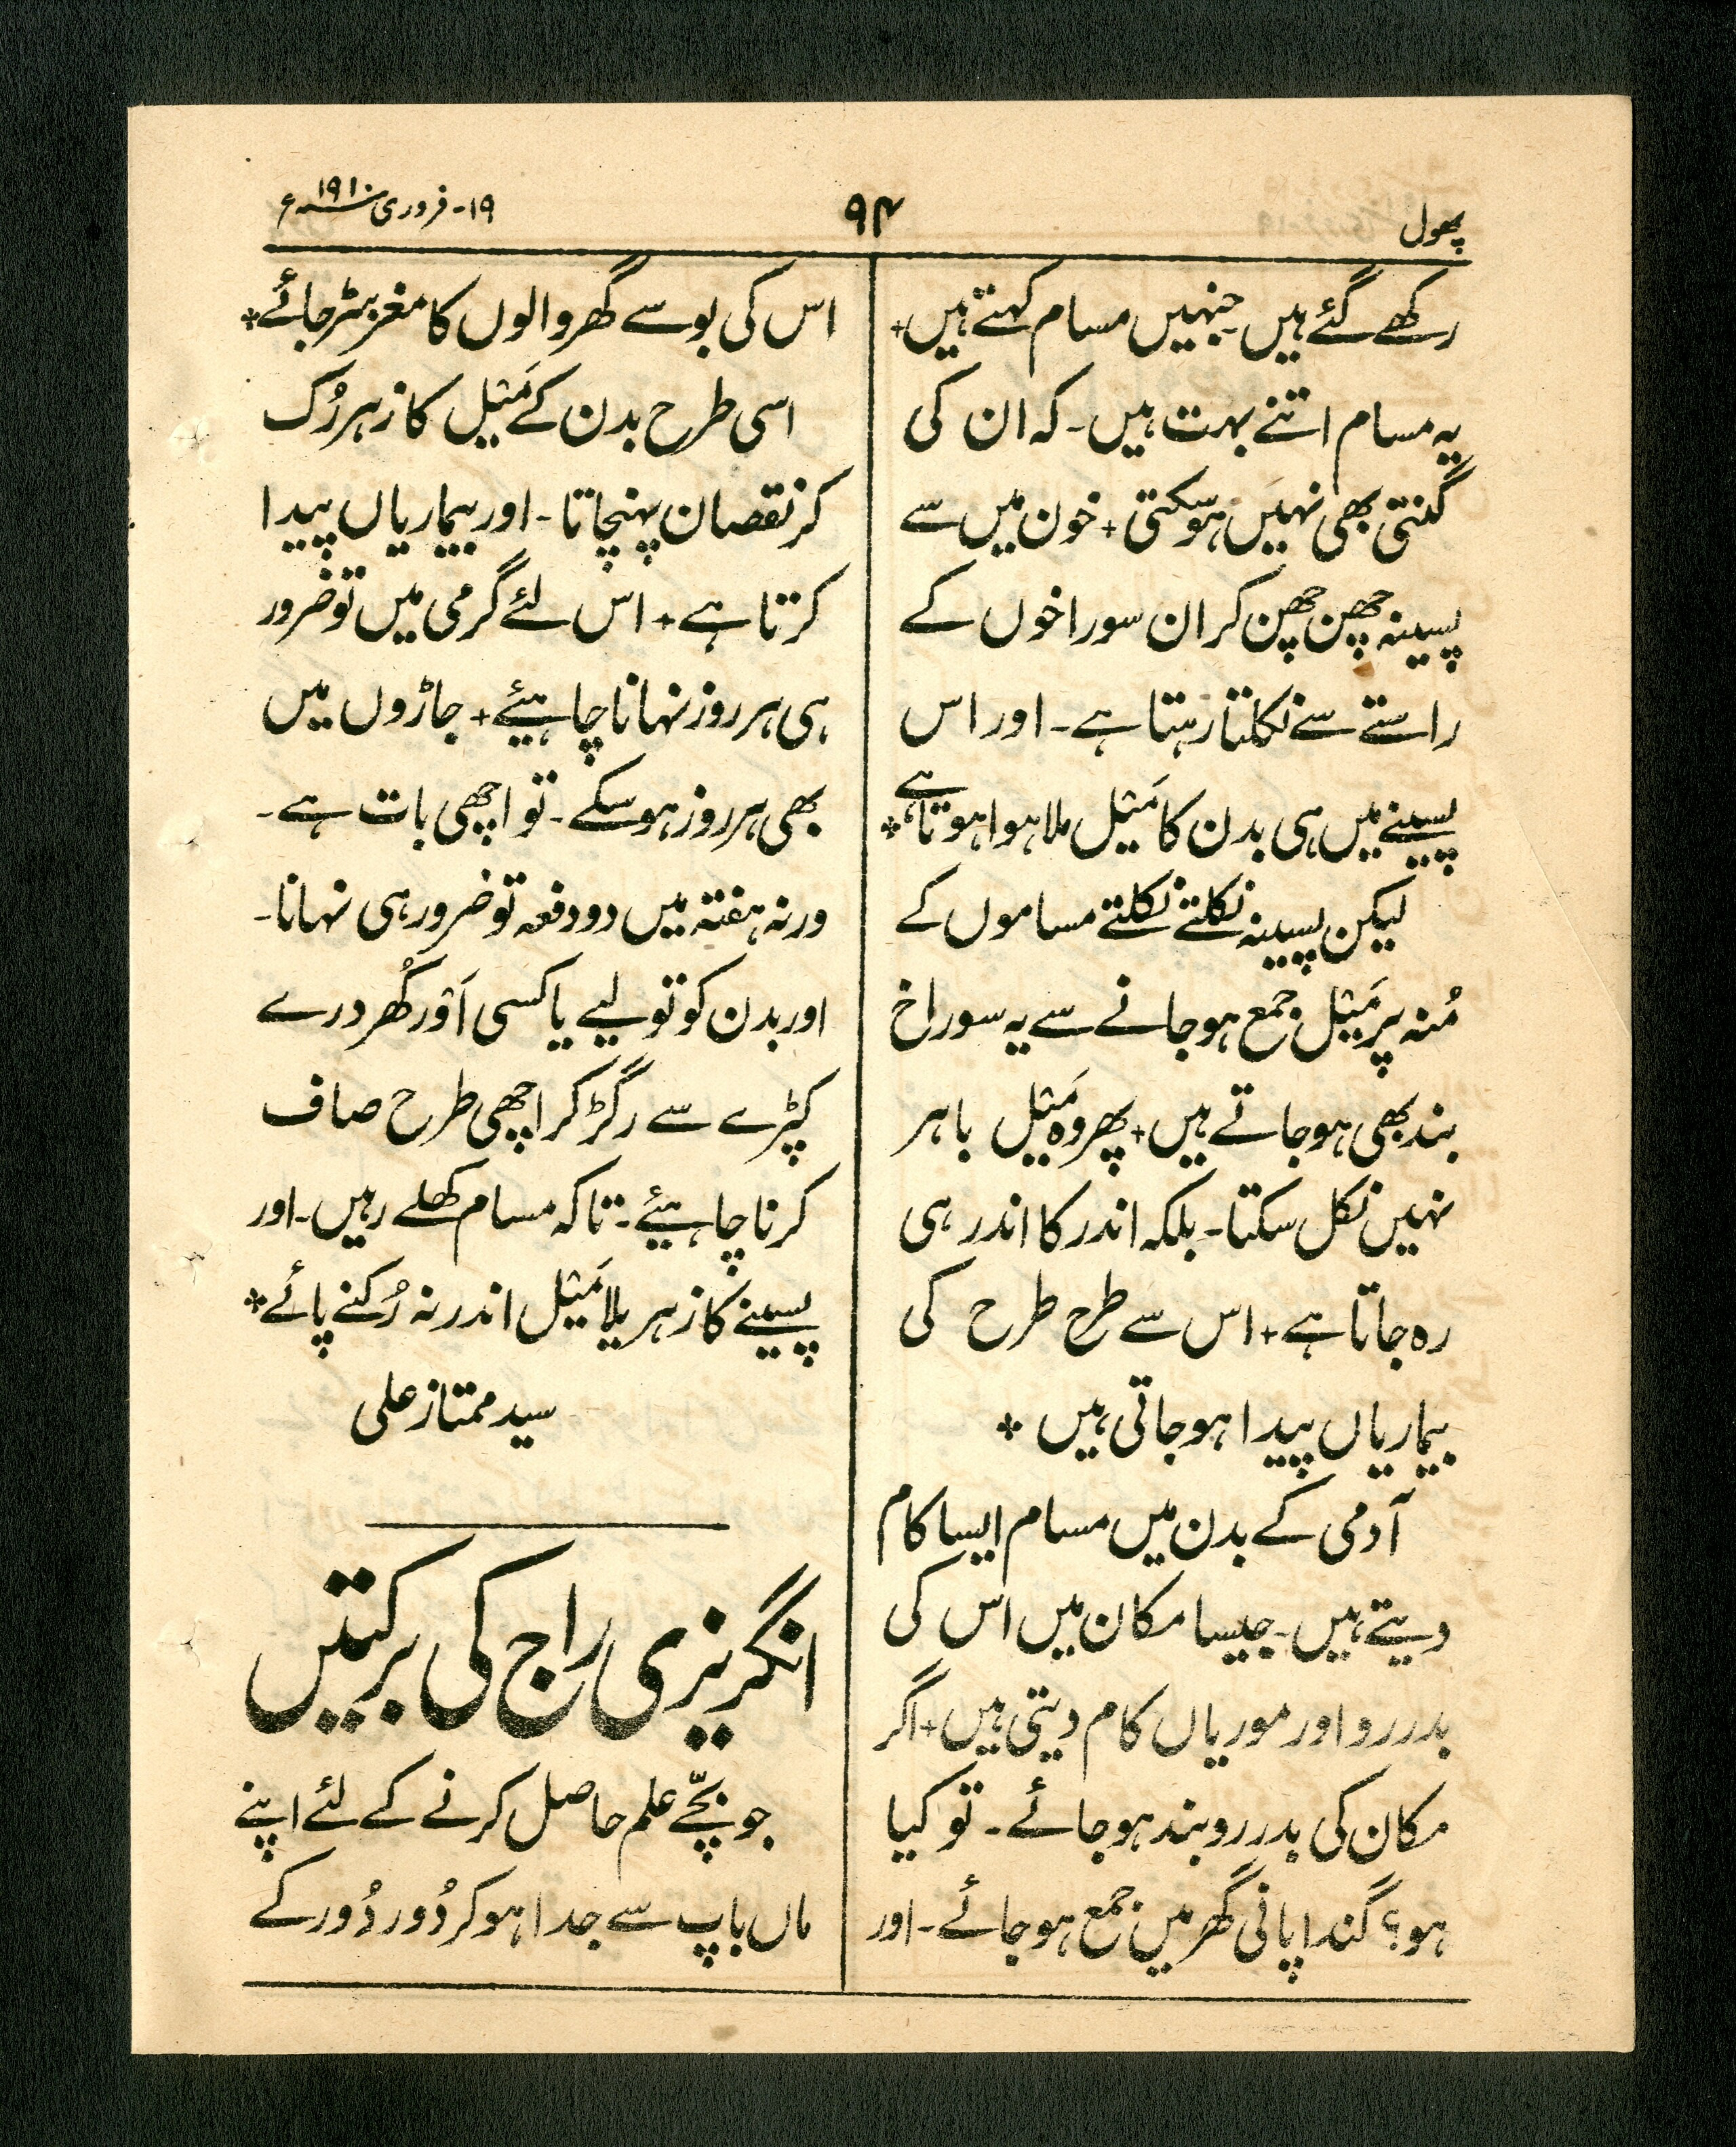 پھول
۹۴
۱۹- فروری ۱۹۱۰ء
رکھے گئے ہیں جنہیں مسام کہتے ہیں+
یہ مسام اتنے بہت ہیں۔ کہ ان کی
گنتی بھی نہیں ہوسکتی+ خون میں سے
پسینہ چھن چھن کر ان سوراخوں کے
راستے سے نکلتا رہتا ہے۔ اور اس
پسینے میں ہی بدن کا مَیل ملا ہوا ہوتا ہے*
لیکن پسینہ نکلتے نکلتے مساموں کے
مُنہ پر مَیل جمع ہو جانے سے یہ سوراخ
بند بھی ہو جاتے ہیں+ پھر وہ مَیل باہر
نہیں نکل سکتا۔ بلکہ اندر کا اندر ہی
رہ جاتا ہے+ اس سے طرح طرح کی
بیماریاں پیدا ہو جاتی ہیں *
آدمی کے بدن میں مسام ایسا کام
دیتے ہیں۔ جیسا مکان میں اس کی
بدررو اور موریاں کام دیتی ہیں+ اگر
مکان کی بدررو بند ہو جائے۔ تو کیا
ہو؟ گندا پانی گھر میں جمع ہو جائے۔ اور
اس کی بو سے گھر والوں کا مغز سڑ جائے*
اسی طرح بدن کے مَیل کا زہر رُک
کر نقصان پہنچاتا۔ اور بیماریاں پیدا
کرتا ہے+ اس لئے گرمی میں تو ضرور
ہی ہر روز نہانا چاہیئے+ جاڑوں میں
بھی ہر روز ہو سکے۔ تو اچھی بات ہے۔
ورنہ ہفتہ میں دو دفعہ تو ضرور ہی نہانا۔
اور بدن کو تولیے یا کسی اَور کُھردرے
کپڑے سے رگڑ کر اچھی طرح صاف
کرنا چاہیئے۔ تاکہ مسام کھلے رہیں۔ اور
پسینے کا زہریلا مَیل اندر نہ رُکنے پائے*
سید ممتاز علی
انگریزی راج کی برکتیں
جو بچّے علم حاصل کرنے کے لئے اپنے
ماں باپ سے جدا ہو کر دُور دُور کے